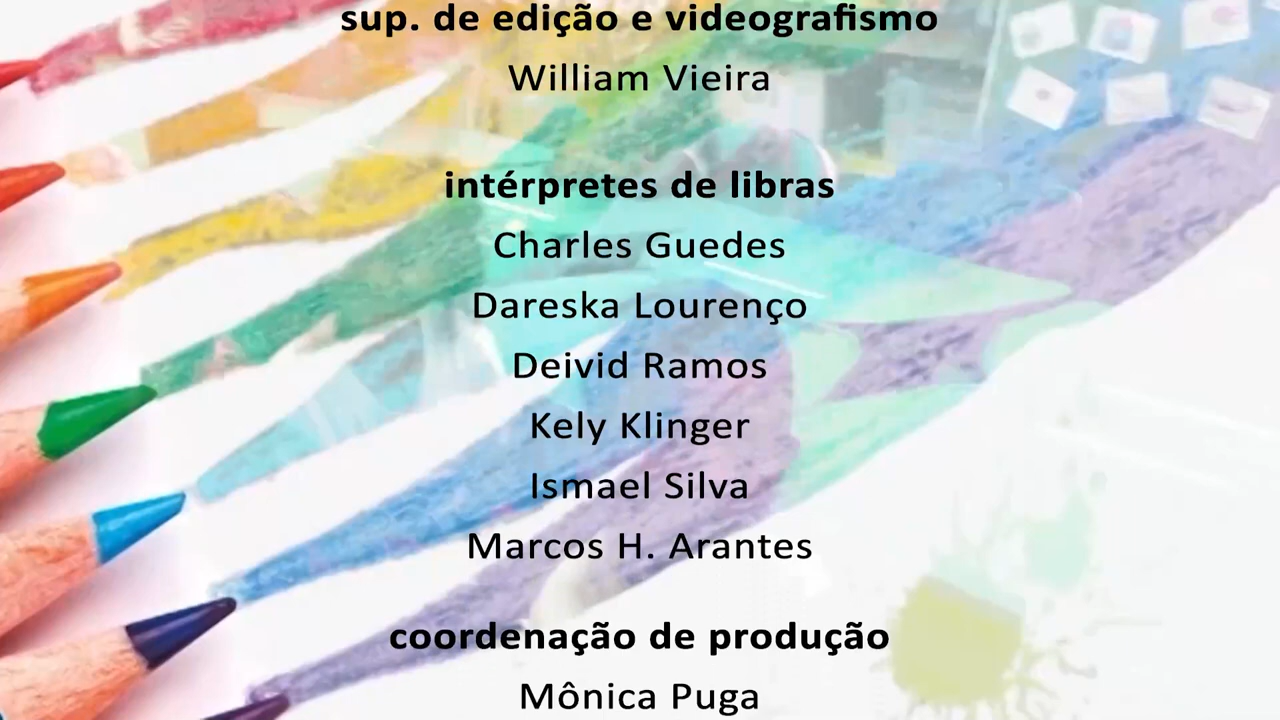 sup. de edição e videografismo
William Vieira
intérpretes de libras
Charles Guedes
Dareska Lourenço
Deivid Ramos
Kely Klinger
Ismael Silva
Marcos H. Arantes
coordenação de produção
Mônica Puga